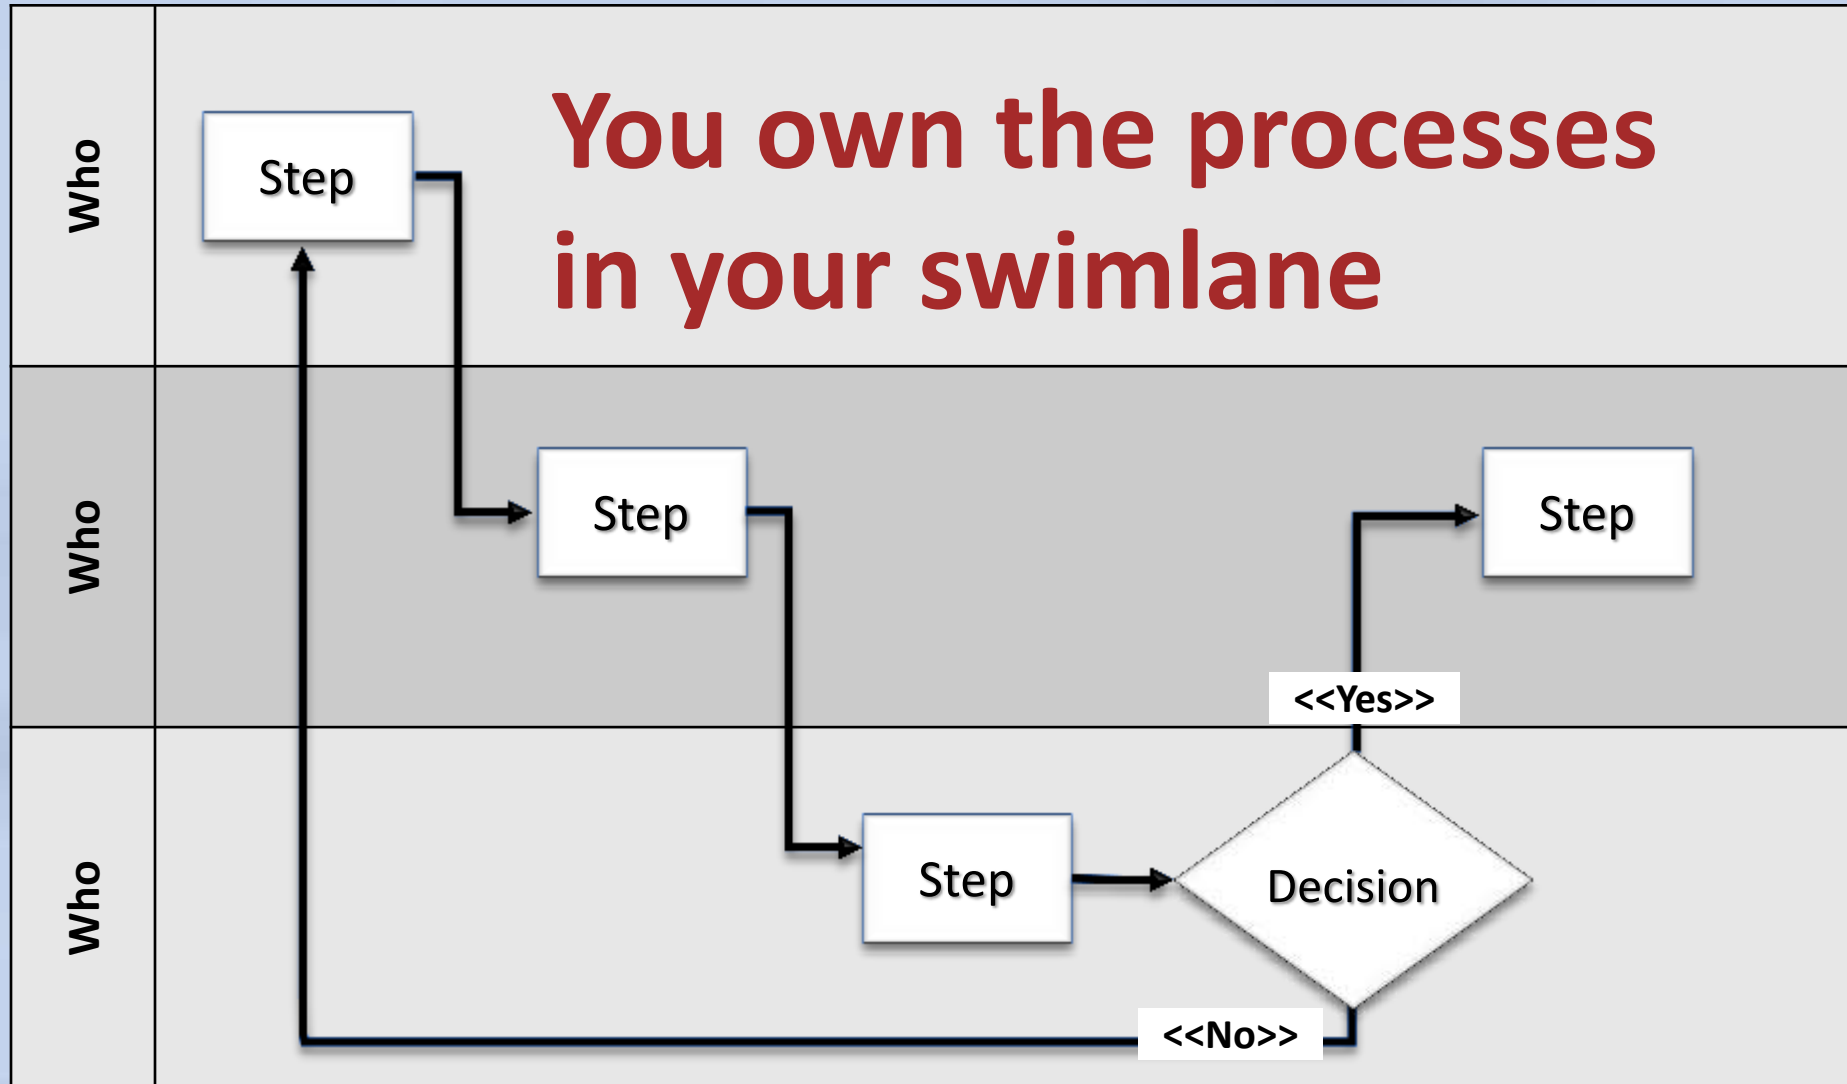 Who
Step
You own the processes
in your swimlane
Who
Step
Step
<<Yes>>
Who
Step
Decision
<<No>>